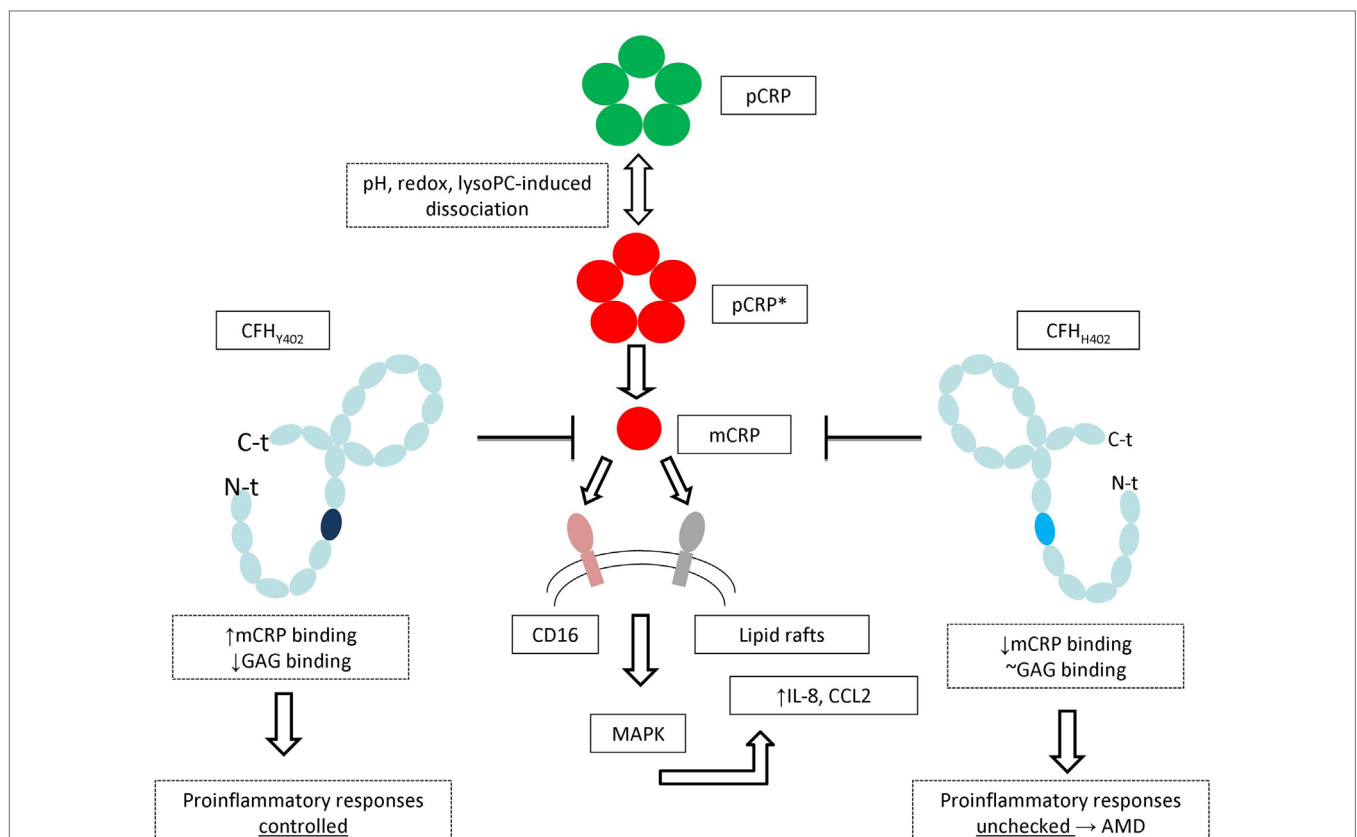 pCRP
pH, redox, lysoPC-induced
dissociation
pCRP*
CFHY402
CFHH402
C-t
mCRP
C-t
N-t
N-t
CD16
Lipid rafts
↑mCRP binding
↓GAG binding
↓mCRP binding
~GAG binding
↑IL-8, CCL2
MAPK
Proinflammatory responses
controlled
Proinflammatory responses
unchecked → AMD